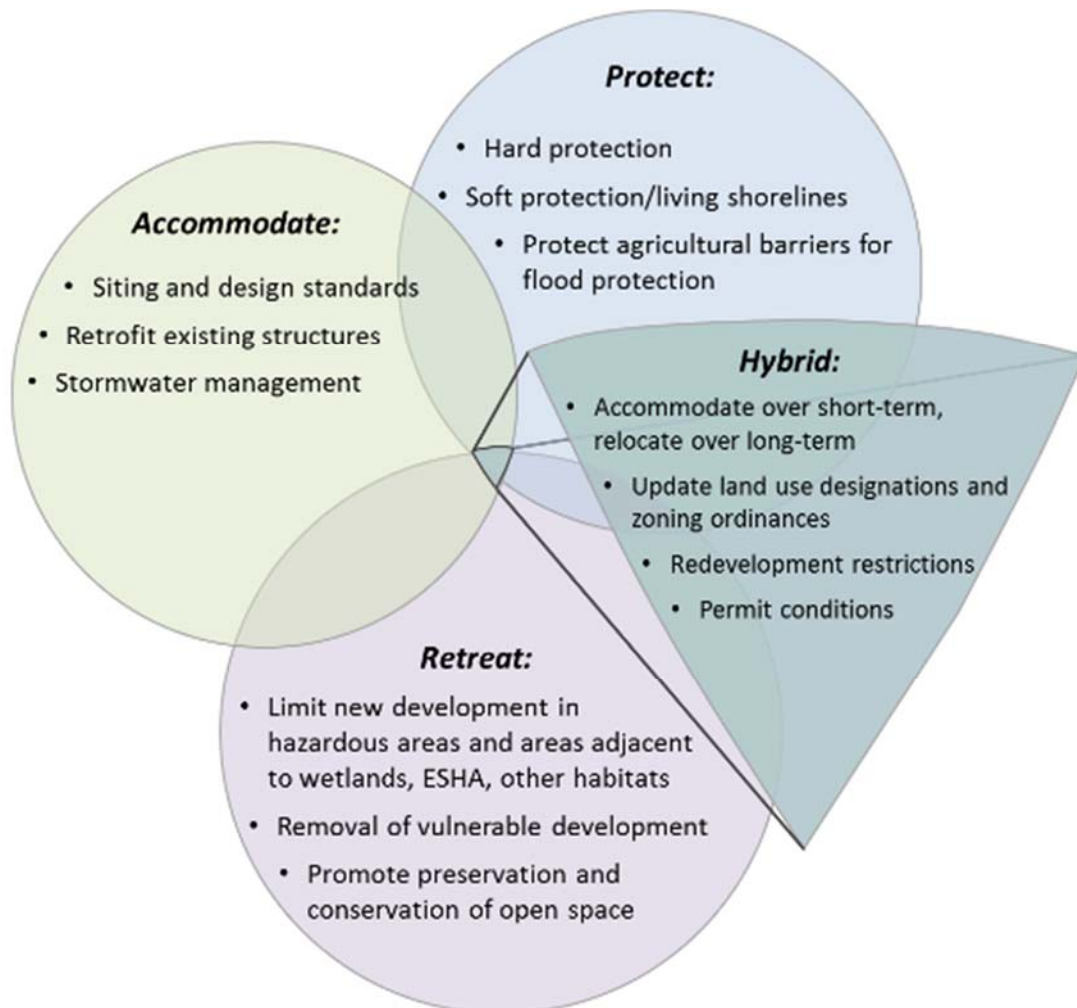 Protect:
• Hard protection
• Soft protection/living shorelines
• Protect agricultural barriers for
flood protection
Accommodate:
• Siting and design standards
• Retrofit existing structures
• Stormwater management
Hybrid:
• Accommodate over short-term,
relocate over long-term
• Update land use designations and
zoning ordinances
• Redevelopment restrictions
• Permit conditions
Retreat:
• Limit new development in
hazardous areas and areas adjacent
to wetlands, ESHA, other habitats
• Removal of vulnerable development
• Promote preservation and
conservation of open space